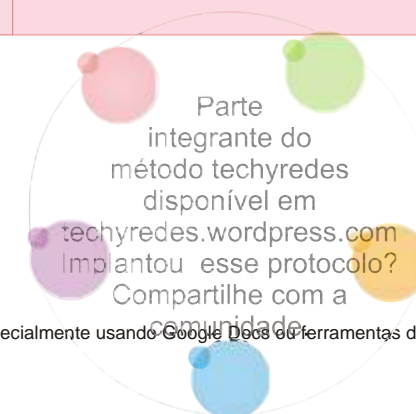 Parte
integrante do
método techyredes
disponível em
techyredes.wordpress.com
Implantou esse protocolo?
Compartilhe com a
comunidade.
ecialmente usando Google Docs ou ferramentas d